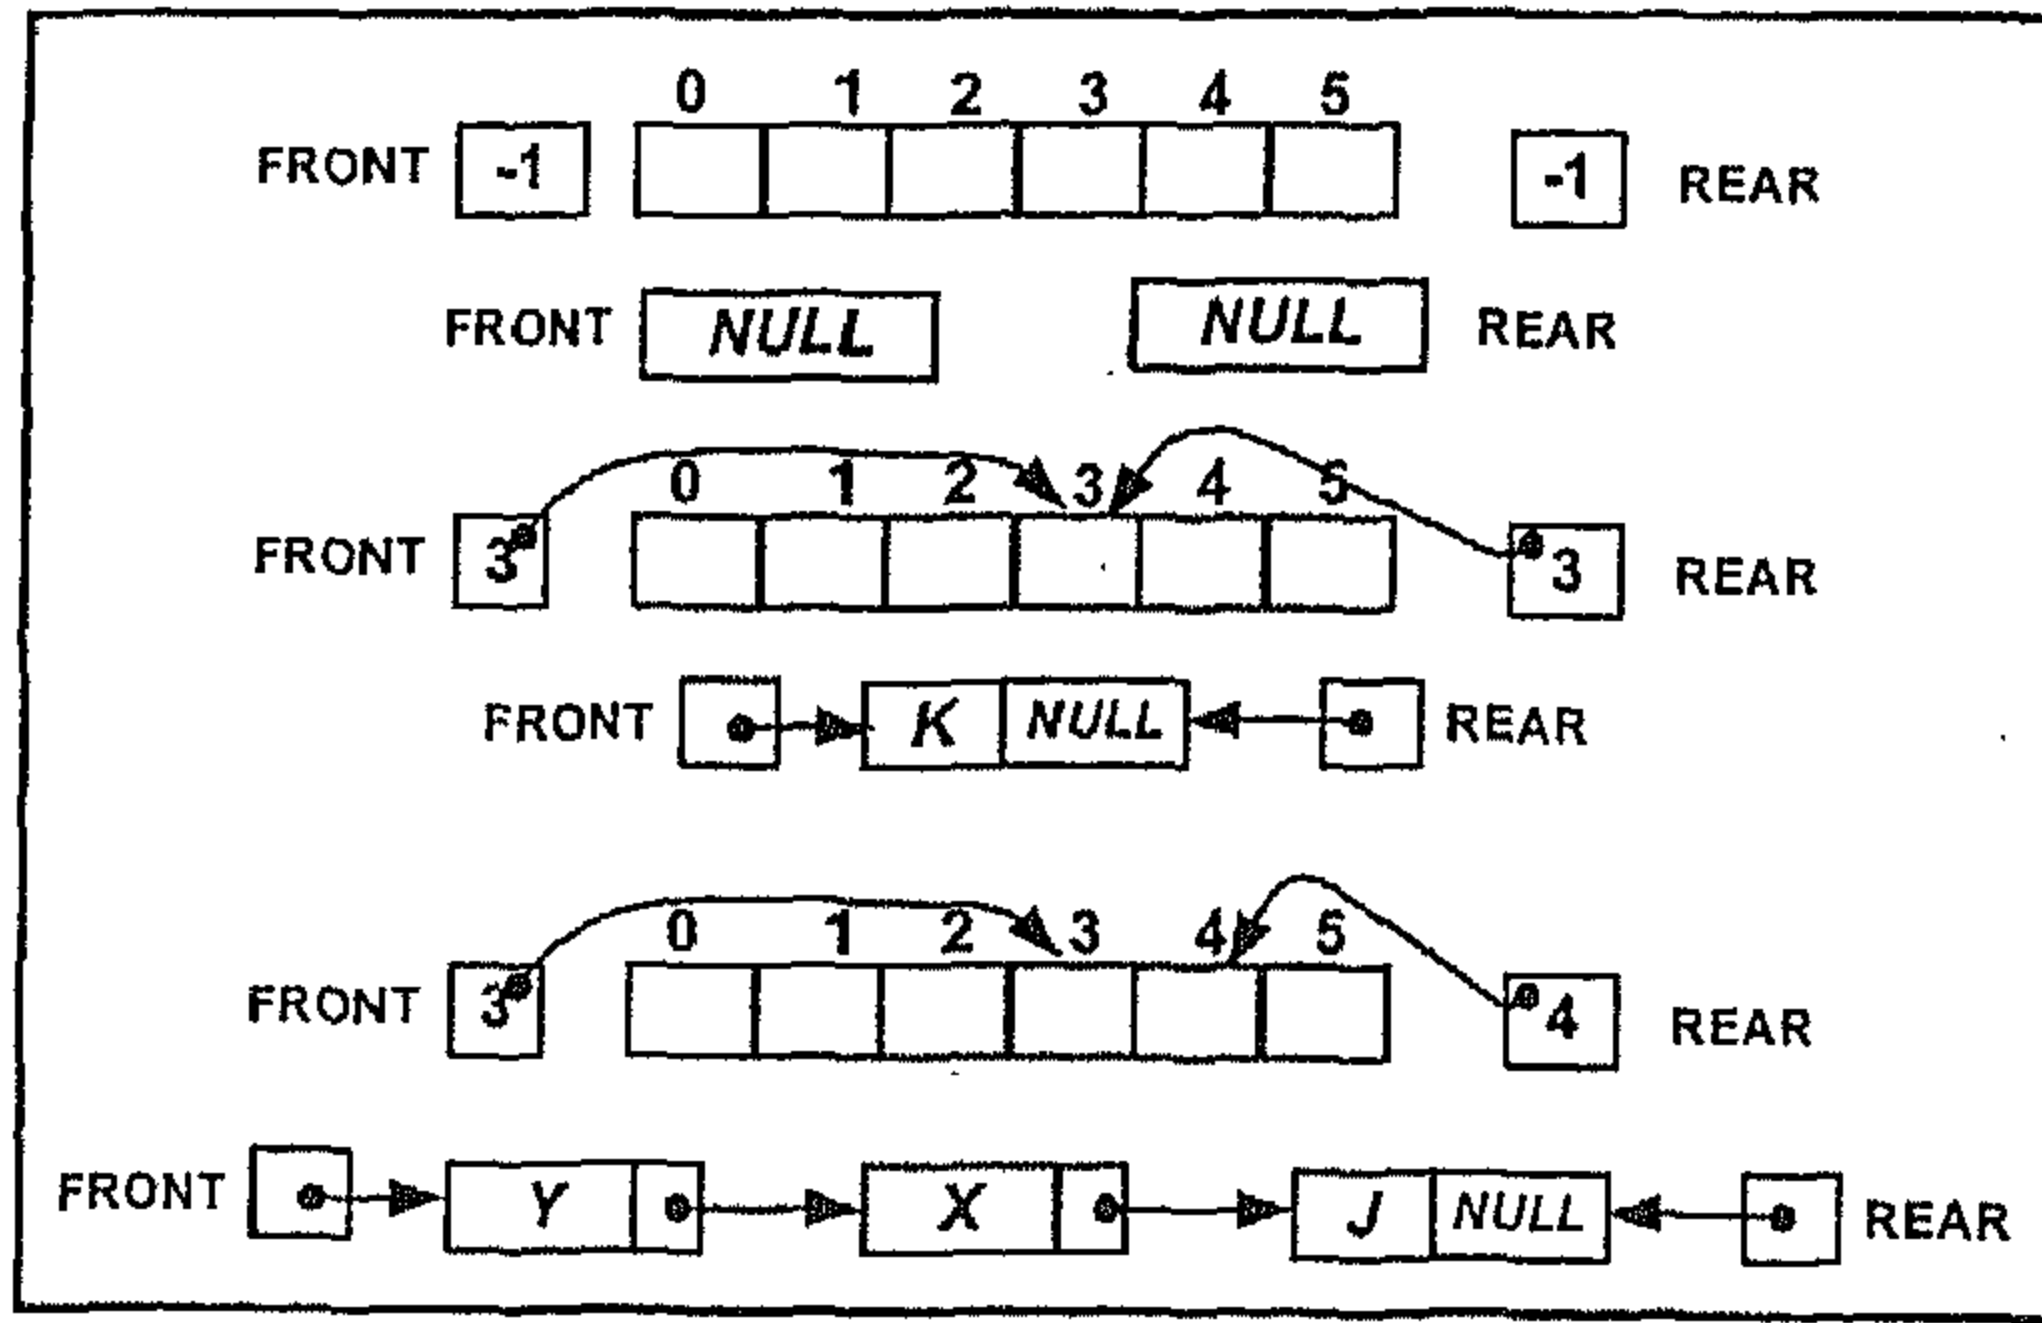 0 1 2 3 4 5
FRONT -1 -1 REAR
FRONT NULL NULL REAR
0 1 2 3 4 5
FRONT 3 3 REAR
FRONT K NULL REAR
0 1 2 3 4 5
FRONT 3 4 REAR
FRONT Y X J NULL REAR